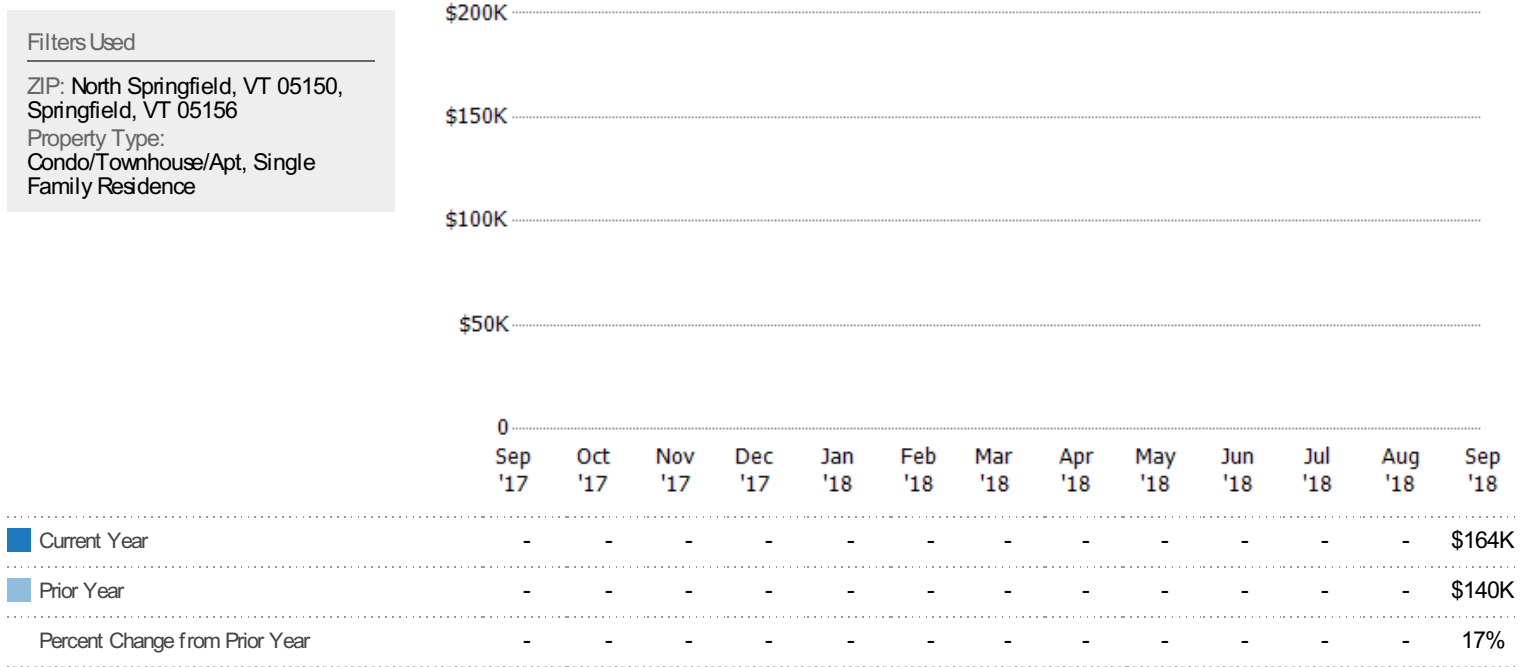 Filters Used
ZIP: North Springfield, VT 05150,
Springfield, VT 05156
Property Type:
Condo/Townhouse/Apt, Single
Family Residence
$200K
$150K
$100K
$50K
0
Sep Oct Nov Dec Jan Feb Mar Apr May Jun Jul Aug Sep
'17 '17 '17 '17 '18 '18 '18 '18 '18 '18 '18 '18 '18
Current Year - - - - - - - - - - - - $164K
Prior Year - - - - - - - - - - - - $140K
Percent Change from Prior Year - - - - - - - - - - - - 17%